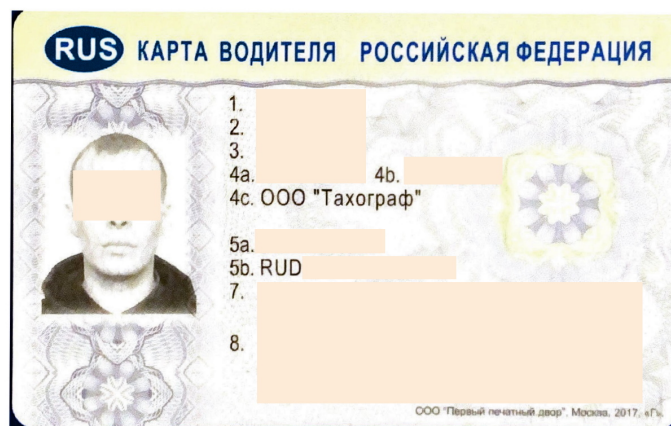 RUS КАРТА ВОДИТЕЛЯ РОССИЙСКАЯ ФЕДЕРАЦИЯ
1.
2.
3.
4a. 4b.
4c. ООО "Тахограф"
5a.
5b. RUD
7.
8.
ООО "Первый печатный двор", Москва, 2017, «Г».